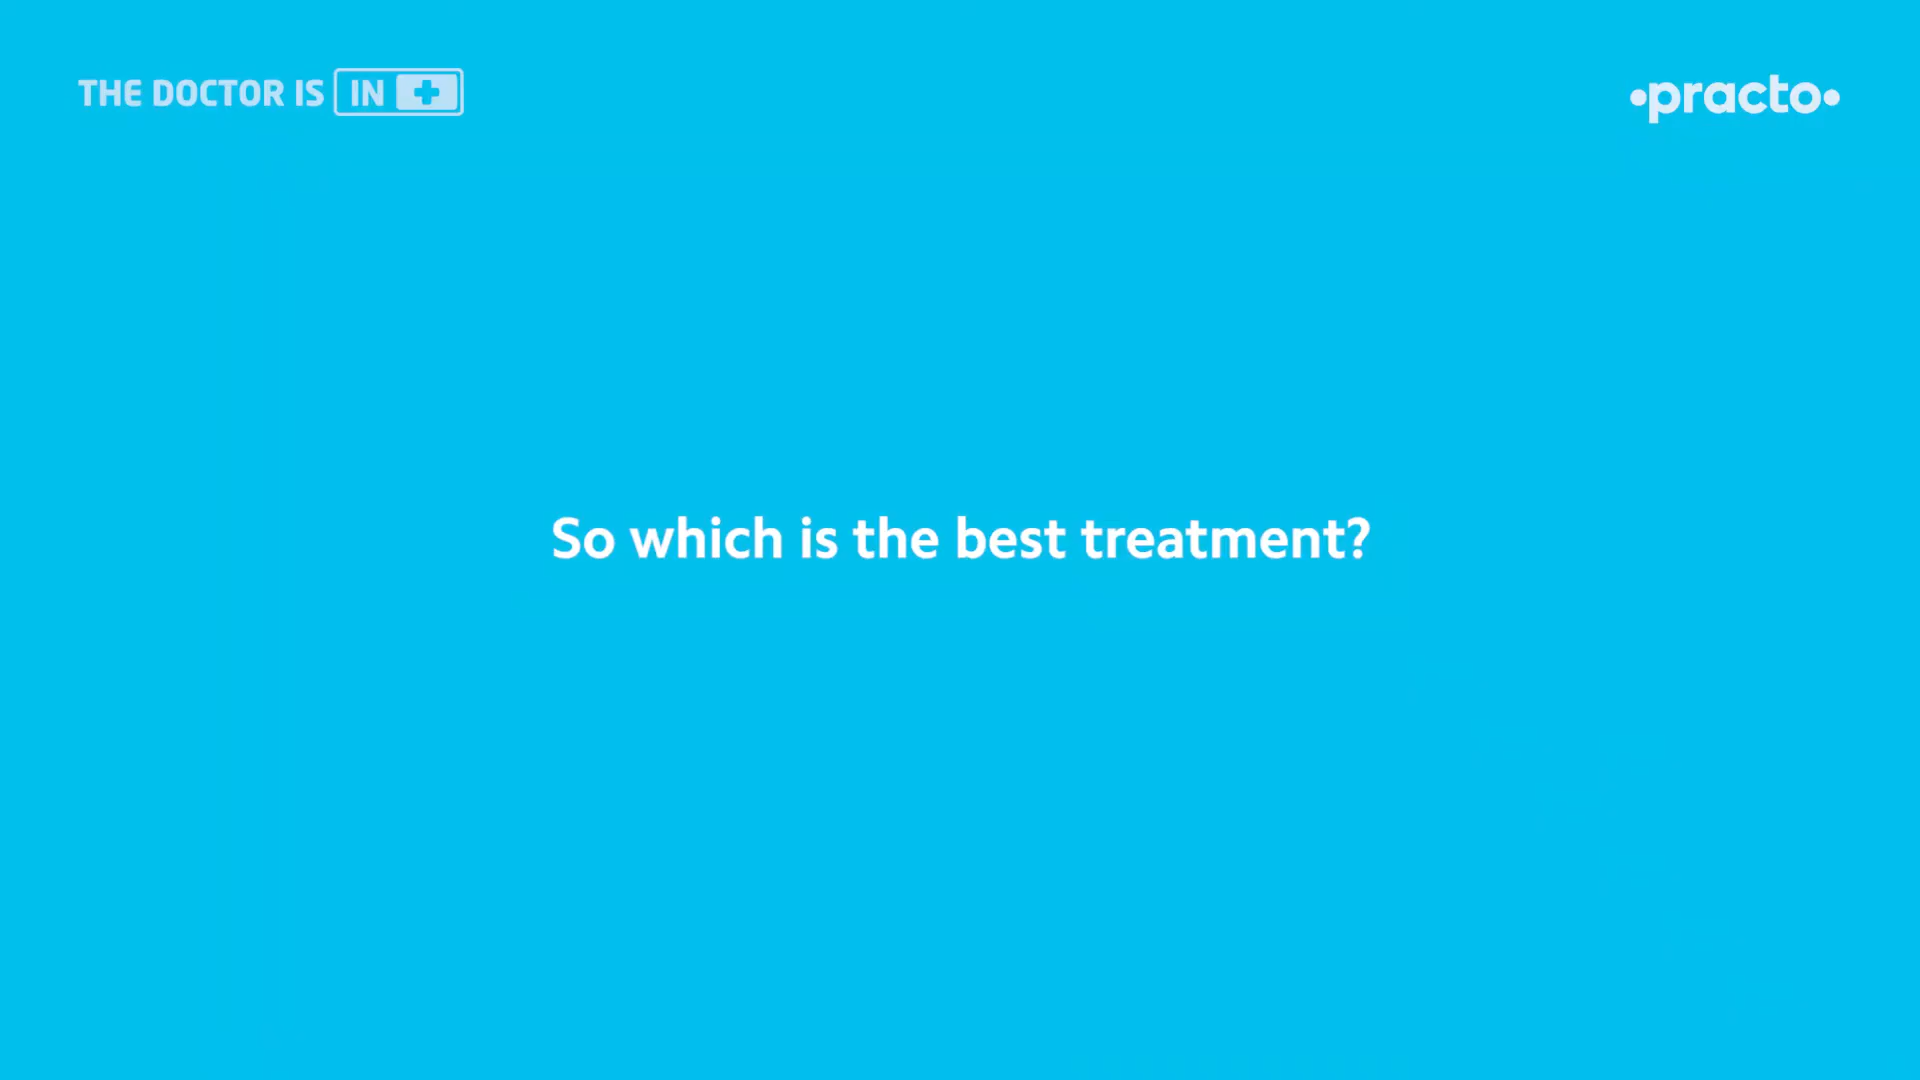 THE DOCTOR IS IN
practo
So which is the best treatment?